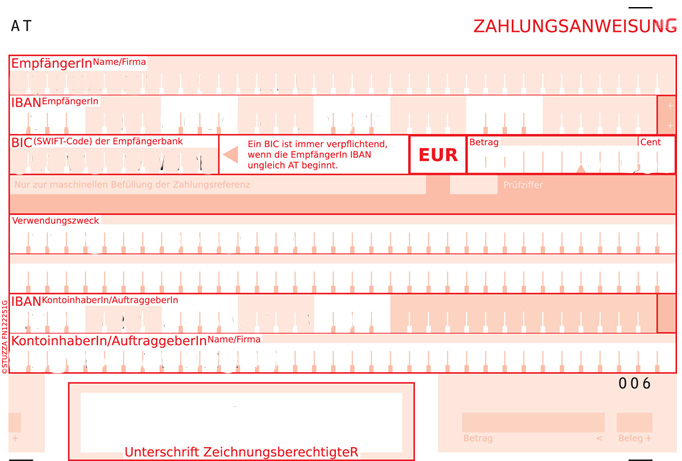 AT
ZAHLUNGSANWEISUNG
EmpfängerIn Name/Firma
IBAN EmpfängerIn
BIC (SWIFT-Code) der Empfängerbank
Ein BIC ist immer verpflichtend,
wenn die EmpfängerIn IBAN
ungleich AT beginnt.
EUR
Betrag
Cent
Nur zur maschinellen Befüllung der Zahlungsreferenz
Prüfziffer
Verwendungszweck
IBAN KontoinhaberIn/AuftraggeberIn
KontoinhaberIn/AuftraggeberIn Name/Firma
©STUZZA FN122251G
006
Unterschrift ZeichnungsberechtigteR
+
Betrag
<
Beleg +